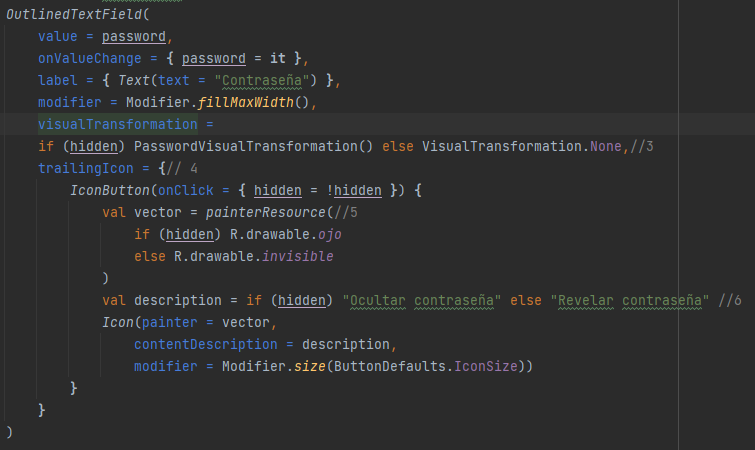 OutlinedTextField(
    value = password,
    onValueChange = { password = it },
    label = { Text(text = "Contraseña") },
    modifier = Modifier.fillMaxWidth(),
    visualTransformation =
    if (hidden) PasswordVisualTransformation() else VisualTransformation.None,//3
    trailingIcon = {// 4
        IconButton(onClick = { hidden = !hidden }) {
            val vector = painterResource(//5
                if (hidden) R.drawable.ojo
                else R.drawable.invisible
            )
            val description = if (hidden) "Ocultar contraseña" else "Revelar contraseña" //6
            Icon(painter = vector,
                contentDescription = description,
                modifier = Modifier.size(ButtonDefaults.IconSize))
        }
    }
)